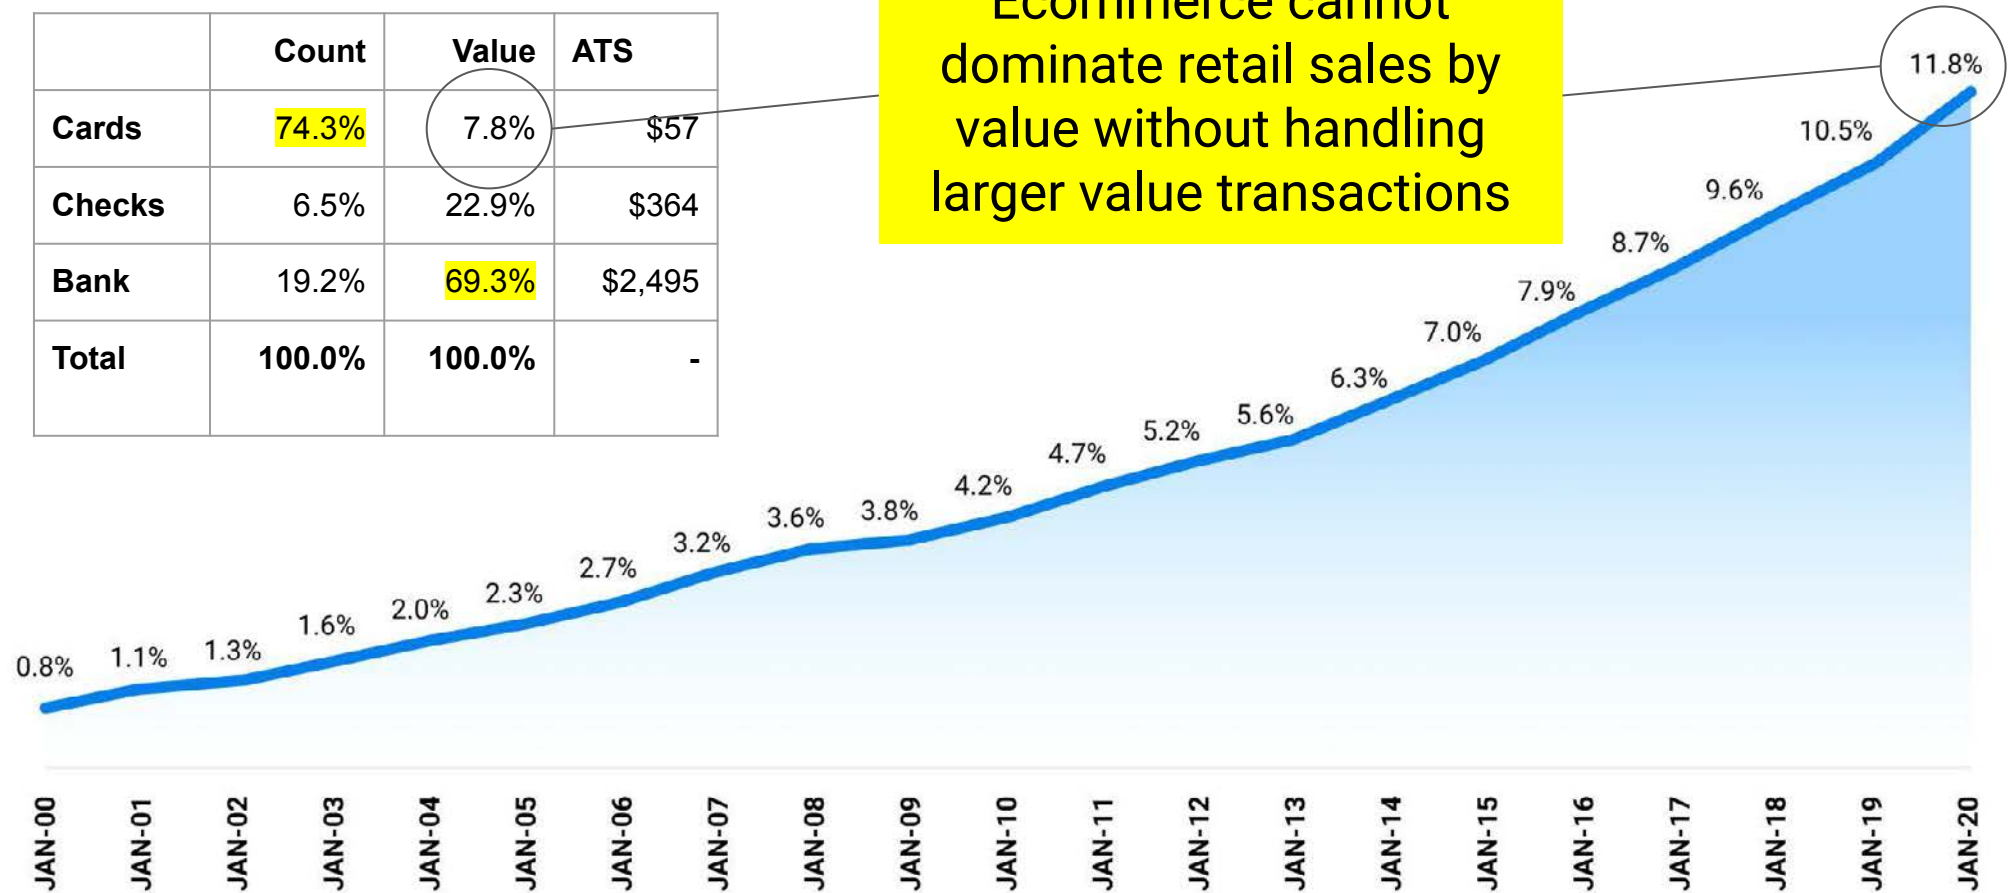 Count Value ATS
Cards 74.3% 7.8% $57
Checks 6.5% 22.9% $364
Bank 19.2% 69.3% $2,495
Total 100.0% 100.0% -
Ecommerce cannot
dominate retail sales by
value without handling
larger value transactions
0.8%
1.1%
1.3%
1.6%
2.0%
2.3%
2.7%
3.2%
3.6%
3.8%
4.2%
4.7%
5.2%
5.6%
6.3%
7.0%
7.9%
8.7%
9.6%
10.5%
11.8%
JAN-00
JAN-01
JAN-02
JAN-03
JAN-04
JAN-05
JAN-06
JAN-07
JAN-08
JAN-09
JAN-10
JAN-11
JAN-12
JAN-13
JAN-14
JAN-15
JAN-16
JAN-17
JAN-18
JAN-19
JAN-20